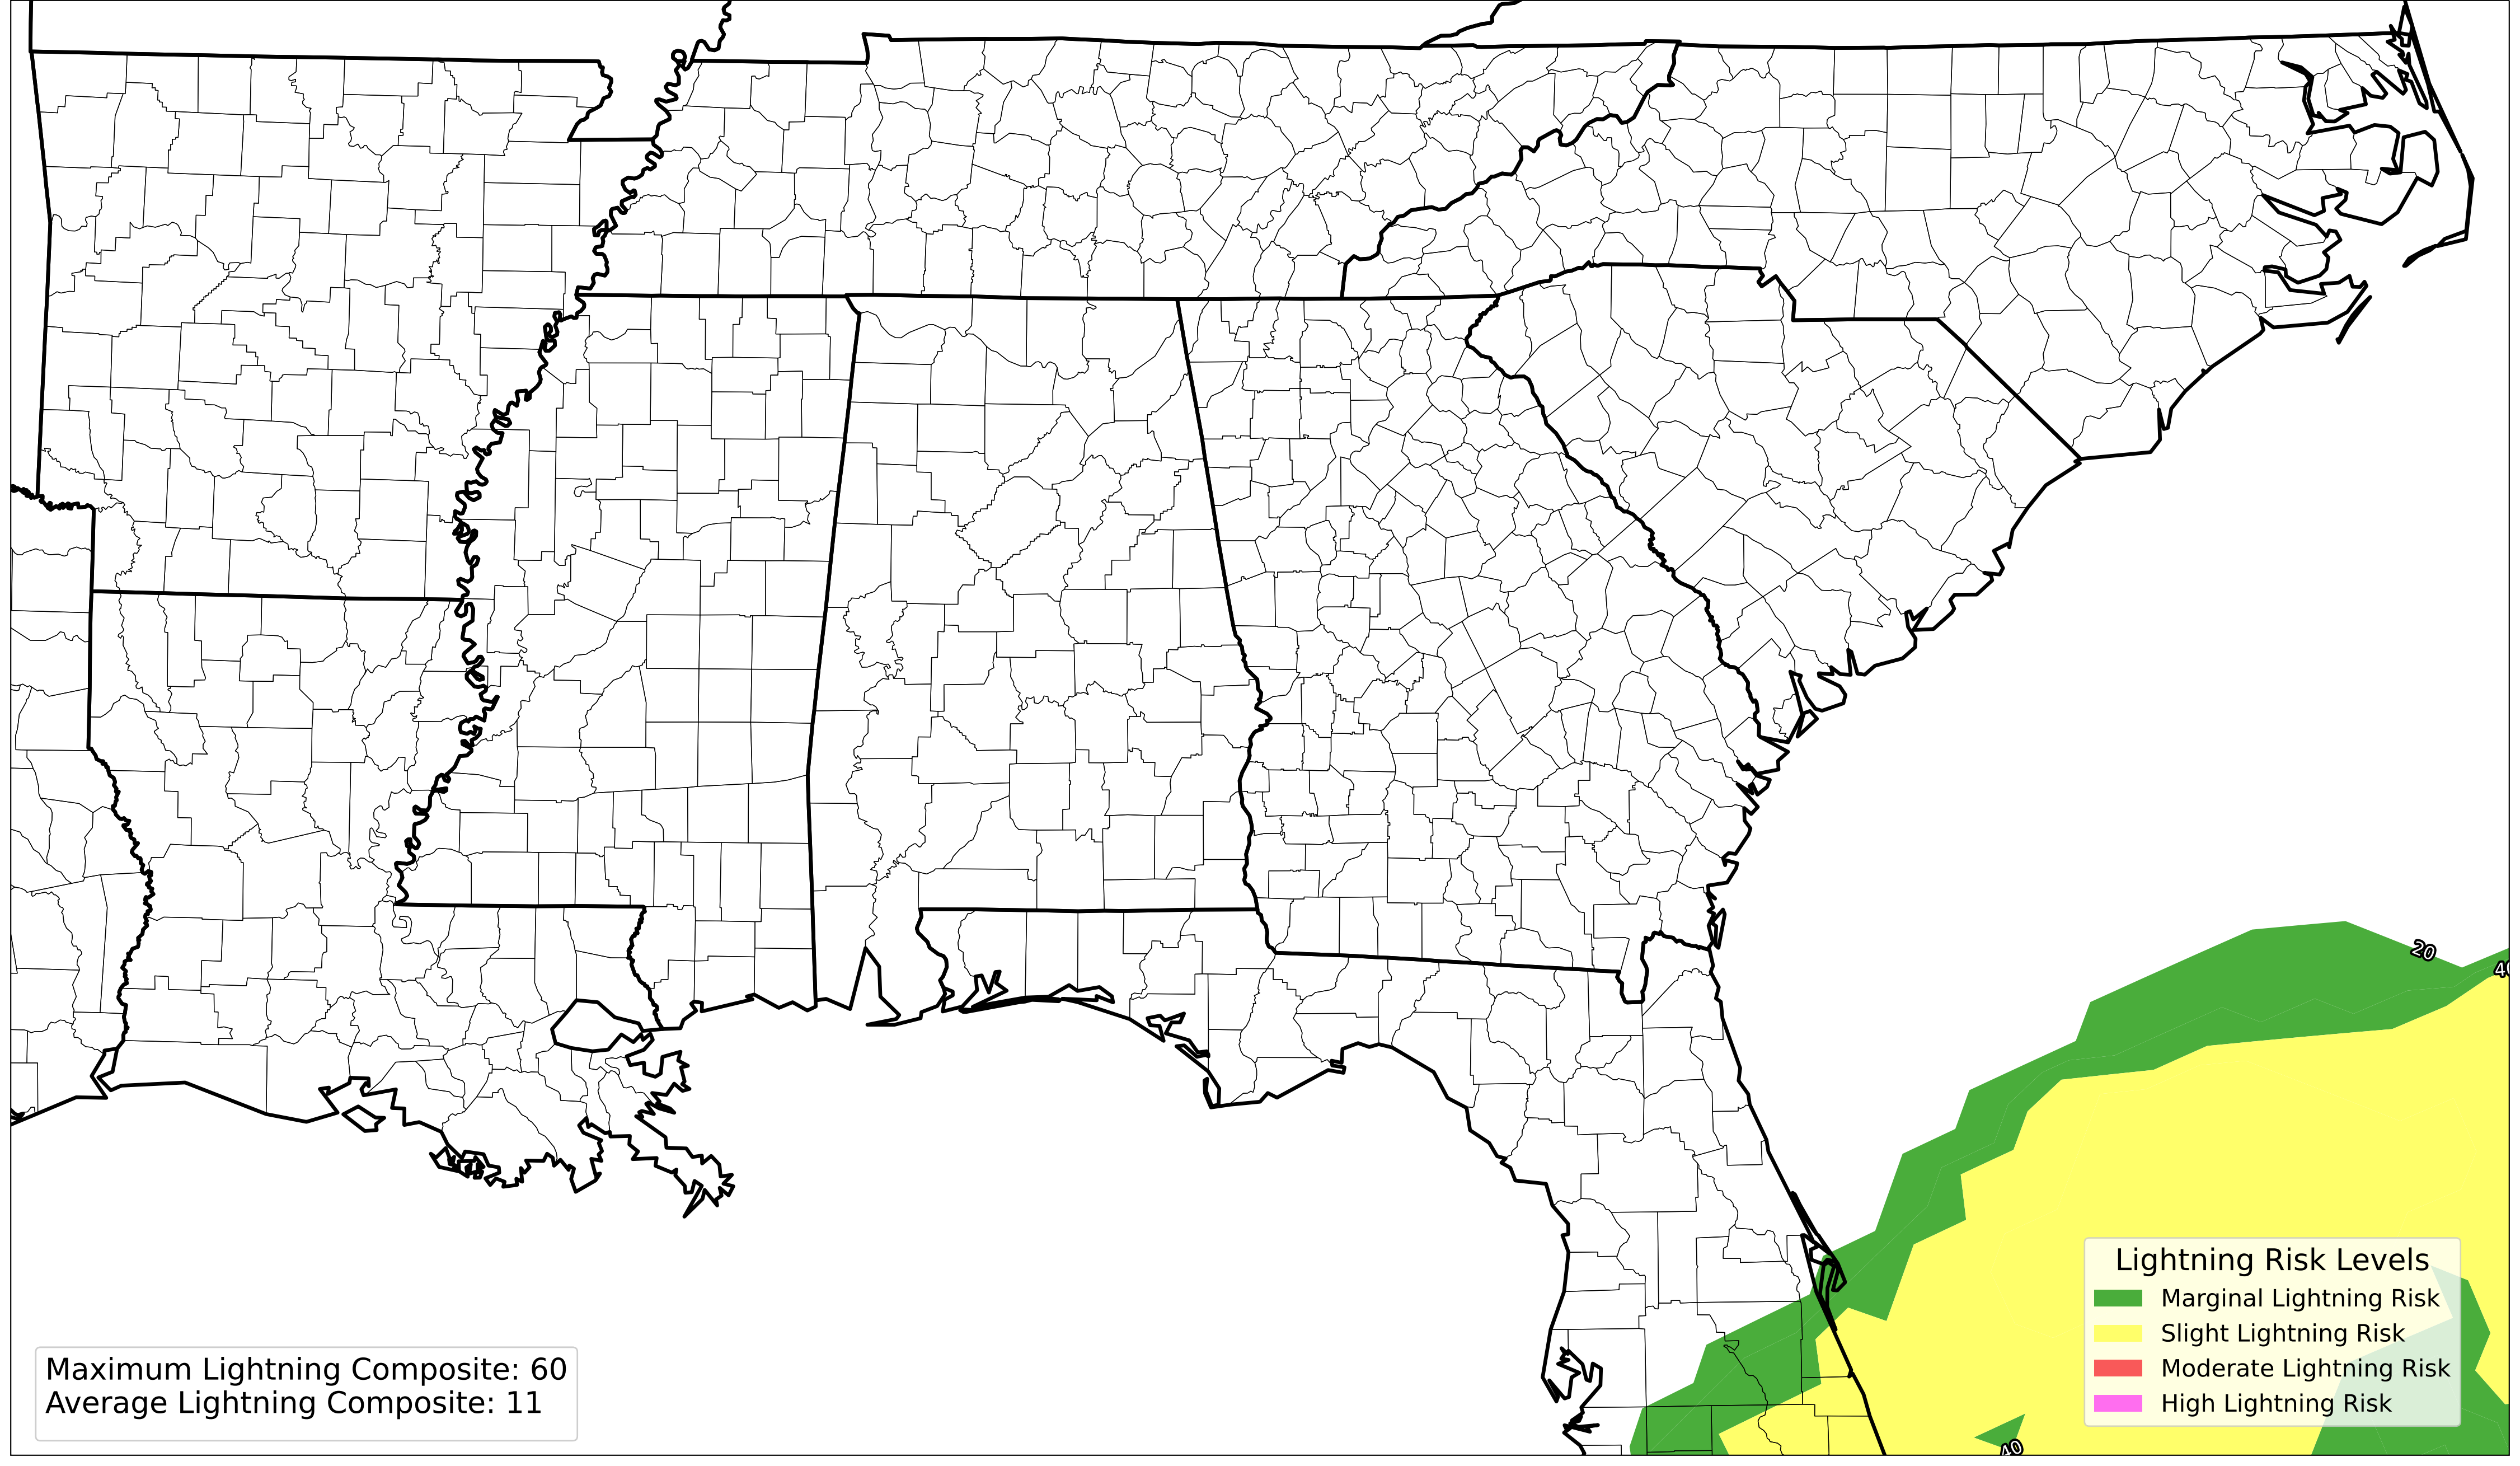 20
40
Lightning Risk Levels
Marginal Lightning Risk
Slight Lightning Risk
Moderate Lightning Risk
High Lightning Risk
Maximum Lightning Composite: 60
Average Lightning Composite: 11
40